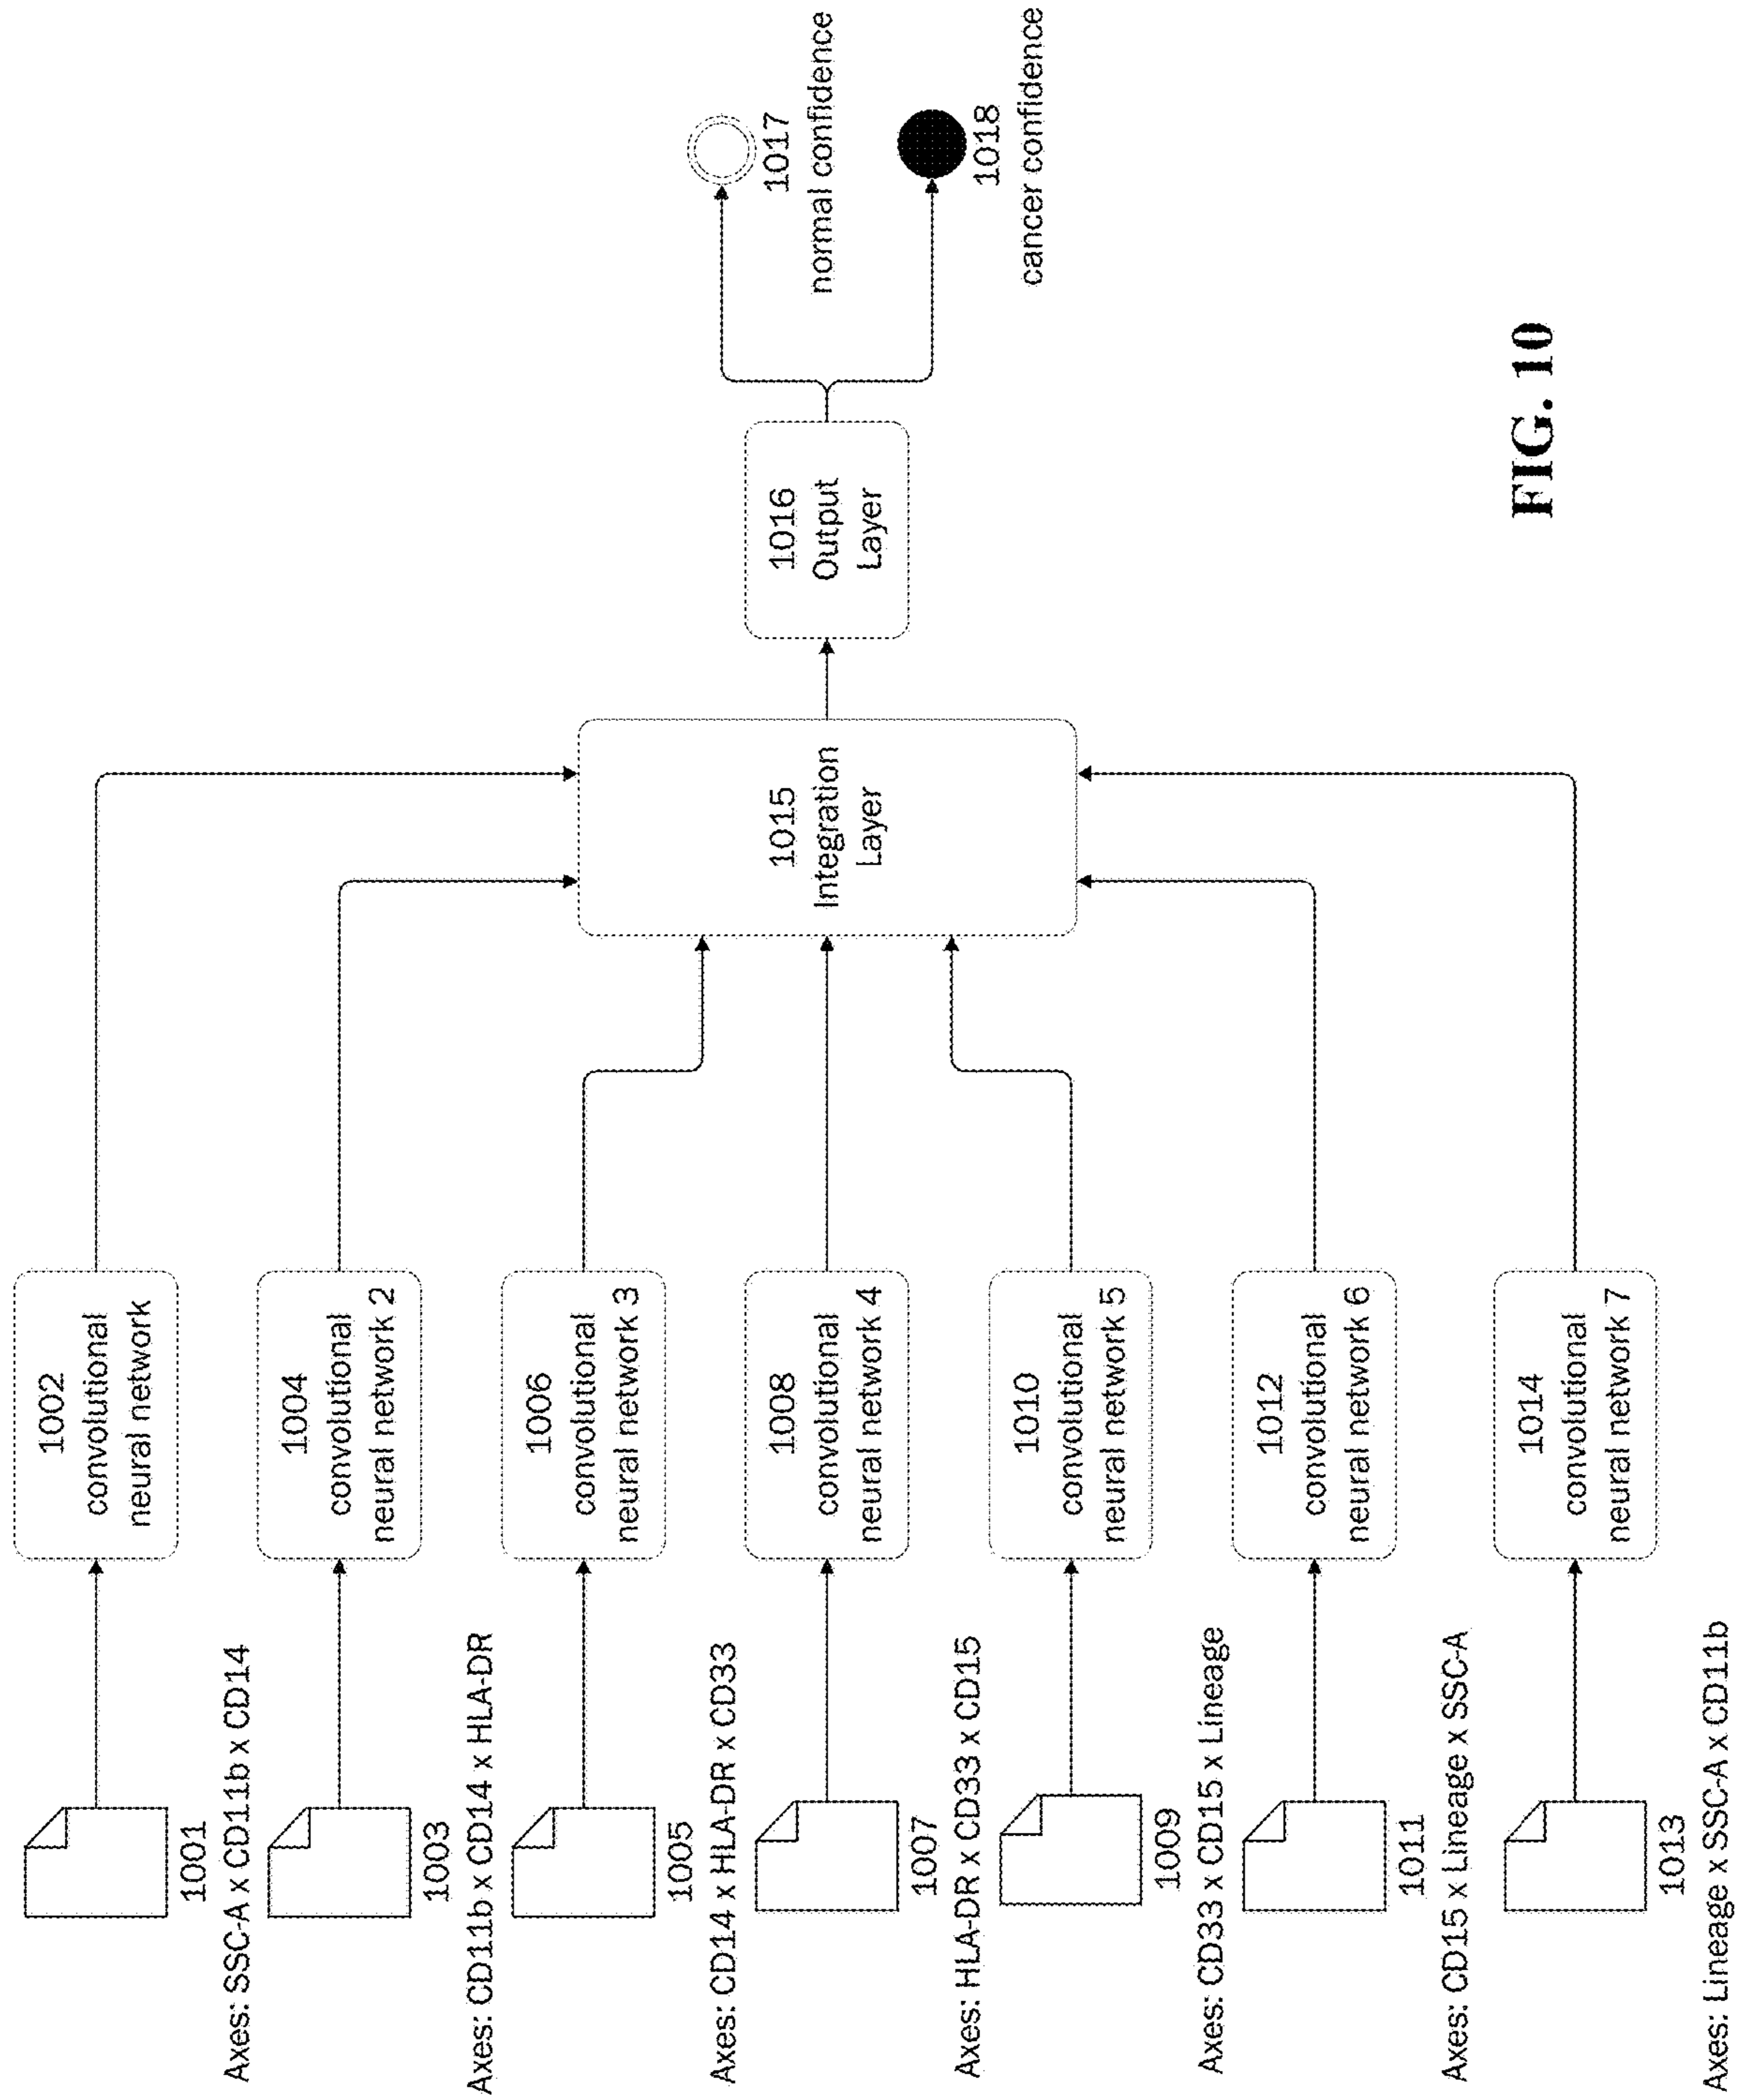 1001
Axes: SSC-A x CD11b x CD14
1002
convolutional
neural network
1003
Axes: CD11b x CD14 x HLA-DR
1004
convolutional
neural network 2
1005
Axes: CD14 x HLA-DR x CD33
1006
convolutional
neural network 3
1007
Axes: HLA-DR x CD33 x CD15
1008
convolutional
neural network 4
1009
Axes: CD33 x CD15 x Lineage
1010
convolutional
neural network 5
1011
Axes: CD15 x Lineage x SSC-A
1012
convolutional
neural network 6
1013
Axes: Lineage x SSC-A x CD11b
1014
convolutional
neural network 7
1015
Integration
Layer
1016
Output
Layer
1017
normal confidence
1018
cancer confidence
FIG. 10